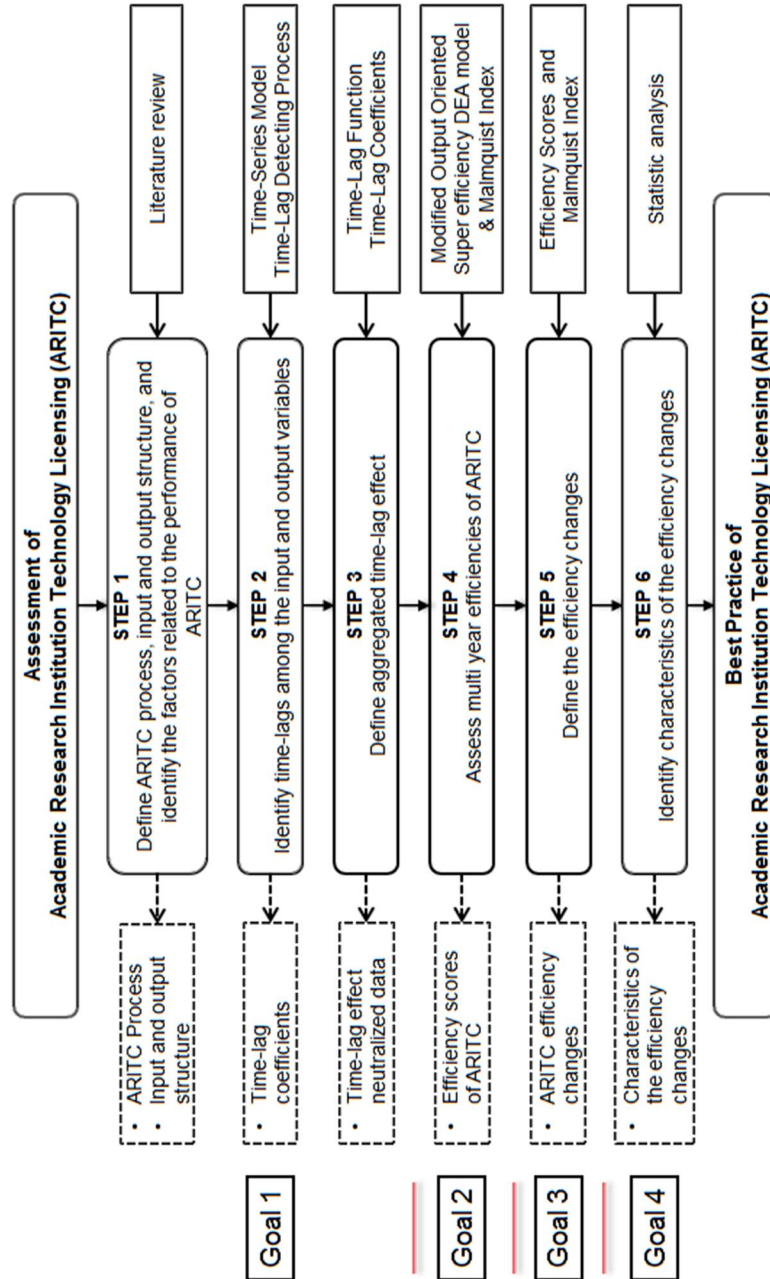 Assessment of
Academic Research Institution Technology Licensing (ARITC)
Goal 1
Goal 2
Goal 3
Goal 4
• ARITC Process
• Input and output
structure
STEP 1
Define ARITC process, input and output structure, and
identify the factors related to the performance of
ARITC
Literature review
• Time-lag
coefficients
STEP 2
Identify time-lags among the input and output variables
Time-Series Model
Time-Lag Detecting Process
• Time-lag effect
neutralized data
STEP 3
Define aggregated time-lag effect
Time-Lag Function
Time-Lag Coefficients
• Efficiency scores
of ARITC
STEP 4
Assess multi year efficiencies of ARITC
Modified Output Oriented
Super efficiency DEA model
& Malmquist Index
• ARITC efficiency
changes
STEP 5
Define the efficiency changes
Efficiency Scores and
Malmquist Index
• Characteristics of
the efficiency
changes
STEP 6
Identify characteristics of the efficiency changes
Statistic analysis
Best Practice of
Academic Research Institution Technology Licensing (ARITC)